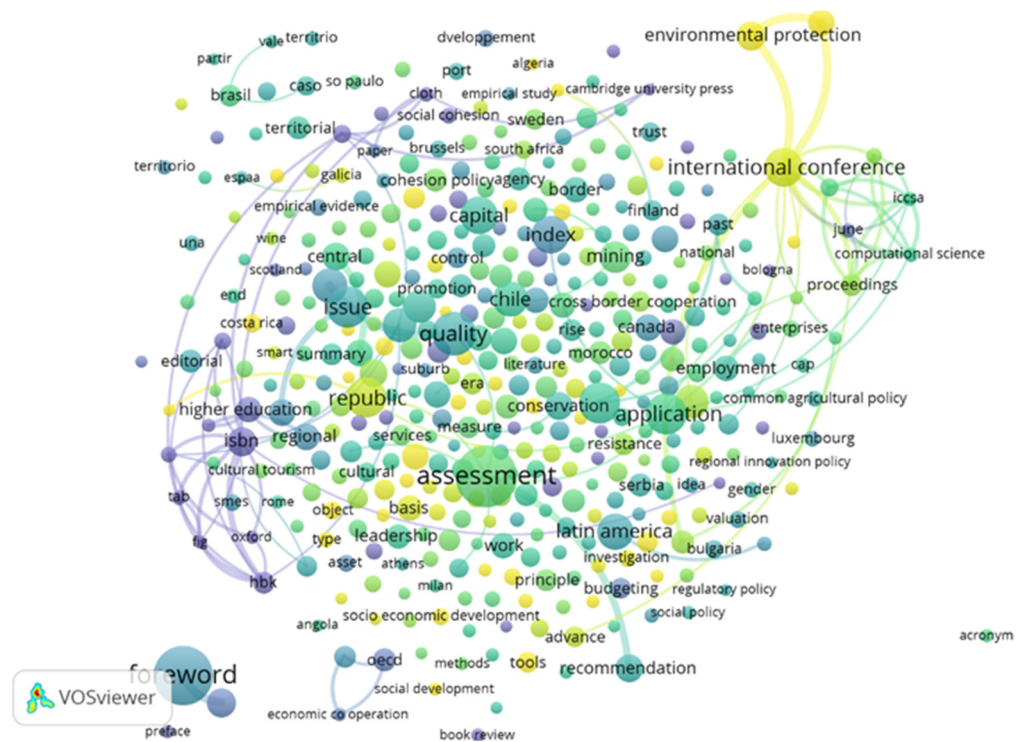 environmental protection
vale territrio
dveloppement
partir
algeria
port
caso so paulo
brasil
cloth empirical study cambridge university press
social cohesion sweden
territorial
trust
paper brussels south africa
international conference
territorio
espaa
galicia
cohesion policy agency
border
iccsa
empirical evidence
capital
finland
past
june
wine
index
una
central
control
mining
national
computational science
scotland
bologna
promotion
proceedings
end
issue
chile
cross border cooperation
costa rica
quality
rise
canada
enterprises
smart summary
morocco
editorial
suburb
literature
employment
cap
era
republic
conservation
common agricultural policy
higher education
application
measure
isbn regional
services
resistance
luxembourg
cultural tourism
cultural
assessment
regional innovation policy
serbia idea
gender
tab
smes rome
object
basis
valuation
fig
oxford
type
leadership
work
latin america
bulgaria
asset
athens
investigation
hbk
milan
principle
budgeting regulatory policy
socio economic development
social policy
angola
advance
acronym
foreword
oecd
methods
tools
recommendation
social development
VOSviewer
economic co operation
preface
book review